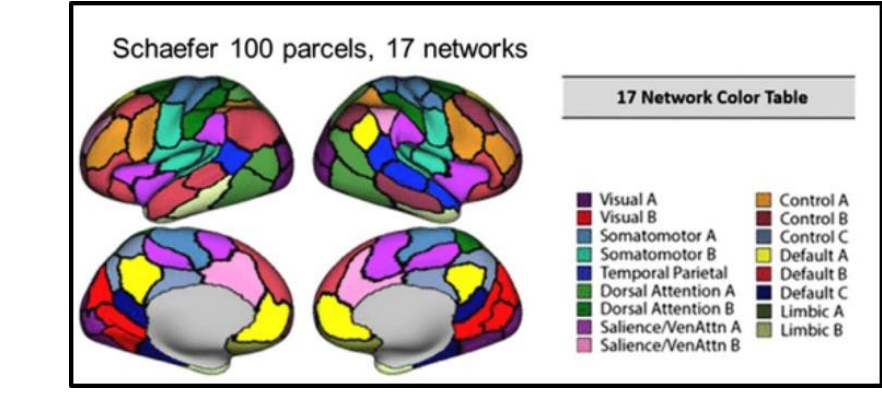 Schaefer 100 parcels, 17 networks
17 Network Color Table
Visual A
Visual B
Somatomotor A
Somatomotor B
Temporal Parietal
Dorsal Attention A
Dorsal Attention B
Salience/VenAttn A
Salience/VenAttn B
Control A
Control B
Control C
Default A
Default B
Default C
Limbic A
Limbic B